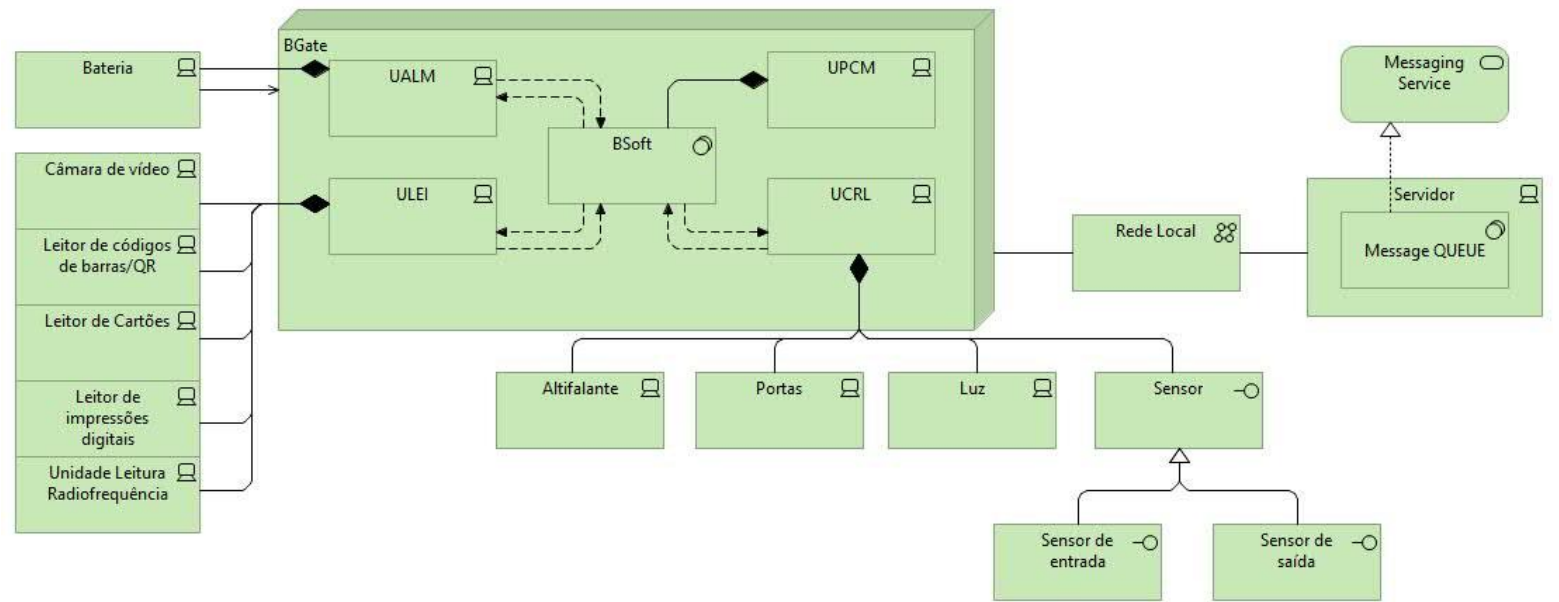 BGate
Bateria
UALM
UPCM
Messaging
Service
BSoft
Câmara de vídeo
ULEI
UCRL
Servidor
Rede Local
Message QUEUE
Leitor de códigos
de barras/QR
Leitor de Cartões
Leitor de
impressões
digitais
Unidade Leitura
Radiofrequência
Altifalante
Portas
Luz
Sensor
Sensor de
entrada
Sensor de
saída